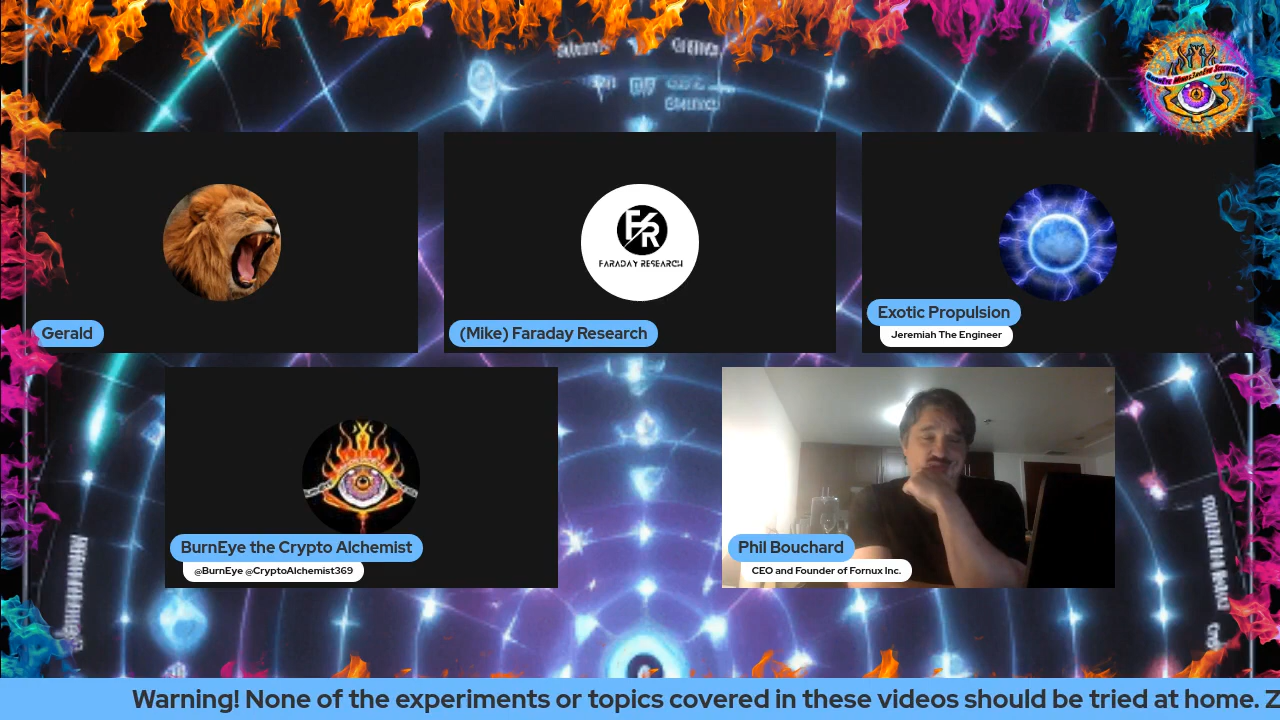 FARADAY RESEARCH
Gerald
(Mike) Faraday Research
Exotic Propulsion
Jeremiah The Engineer
BurnEye the Crypto Alchemist
@BurnEye @CryptoAlchemist369
Phil Bouchard
CEO and Founder of Fornux Inc.
Warning! None of the experiments or topics covered in these videos should be tried at home. Z